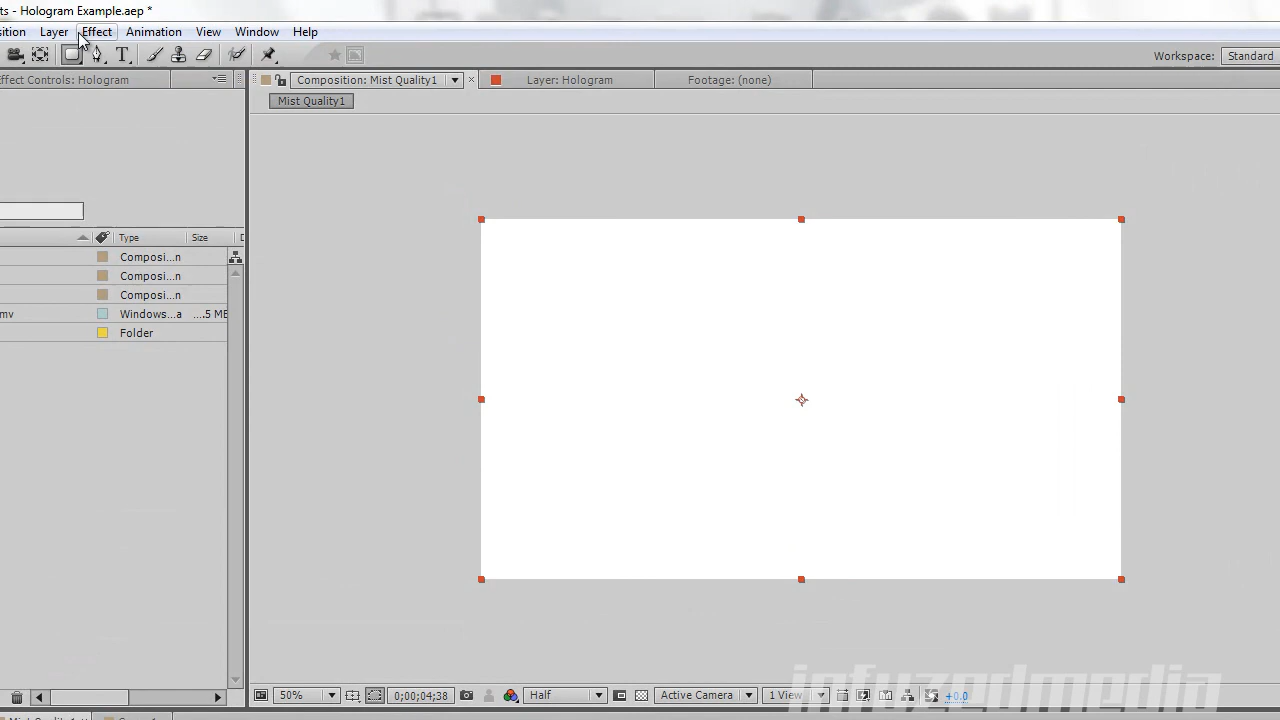 ts - Hologram Example.aep *
sition Layer Effect Animation View Window Help
T
Workspace: Standard
Effect Controls: Hologram
Composition: Mist Quality1
Layer: Hologram
Footage: (none)
Mist Quality1
Type Size
Composi...n
Composi...n
Composi...n
mv Windows...a ....5 ME
Folder
50% 0;00;04;38 Half Active Camera 1 View +0.0
infuzedmedia